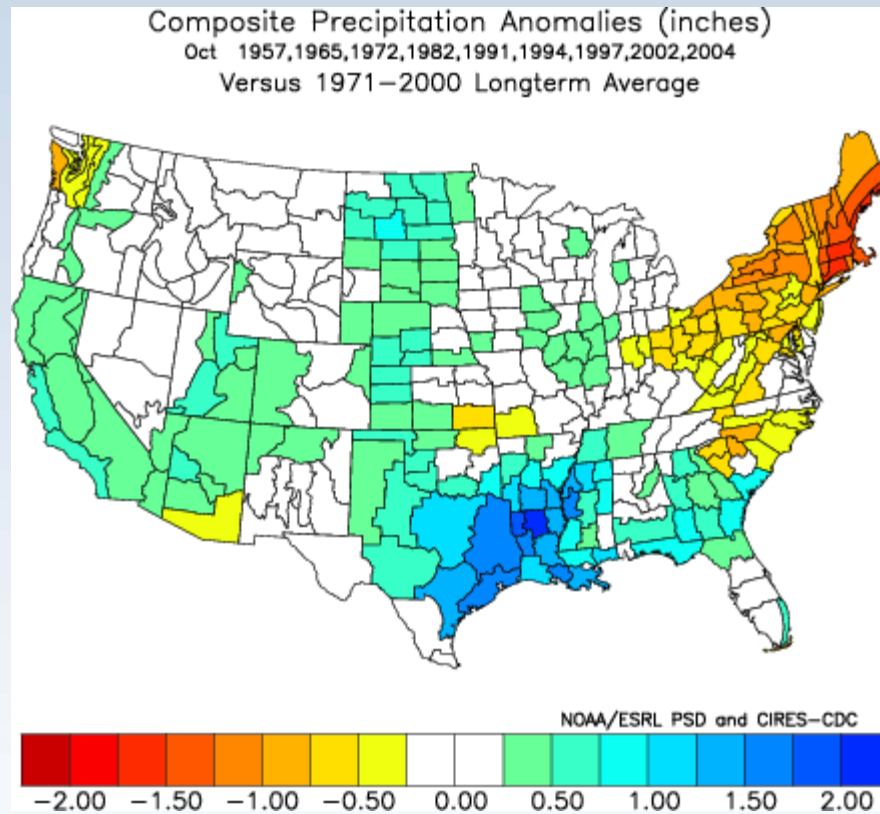 Composite Precipitation Anomalies (inches)
Oct 1957,1965,1972,1982,1991,1994,1997,2002,2004
Versus 1971−2000 Longterm Average
NOAA/ESRL PSD and CIRES−CDC
−2.00 −1.50 −1.00 −0.50 0.00 0.50 1.00 1.50 2.00